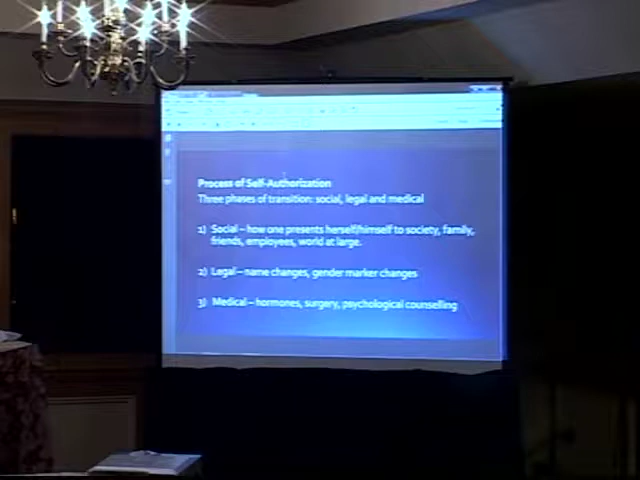 Process of Self-Authorization
Three phases of transition: social, legal and medical
1) Social – how one presents herself/himself to society, family,
friends, employees, world at large.
2) Legal – name changes, gender marker changes
3) Medical – hormones, surgery, psychological counselling